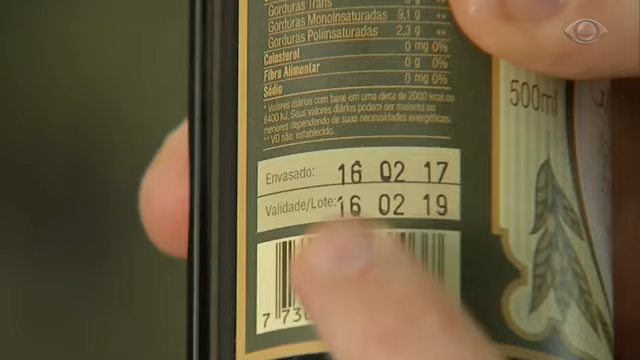 Gorduras Trans 0 g **
Gorduras Monoinsaturadas 9,1 g **
Gorduras Poliinsaturadas 2,3 g **
Colesterol 0 mg 0%
Fibra Alimentar 0 g 0%
Sódio 0 mg 0%
* Valores diários com base em uma dieta de 2000 kcal ou
8400 kJ. Seus valores diários podem ser maiores ou
menores dependendo de suas necessidades energéticas.
** VD não estabelecido.
500ml
Envasado: 16 02 17
Validade/Lote: 16 02 19
7 730